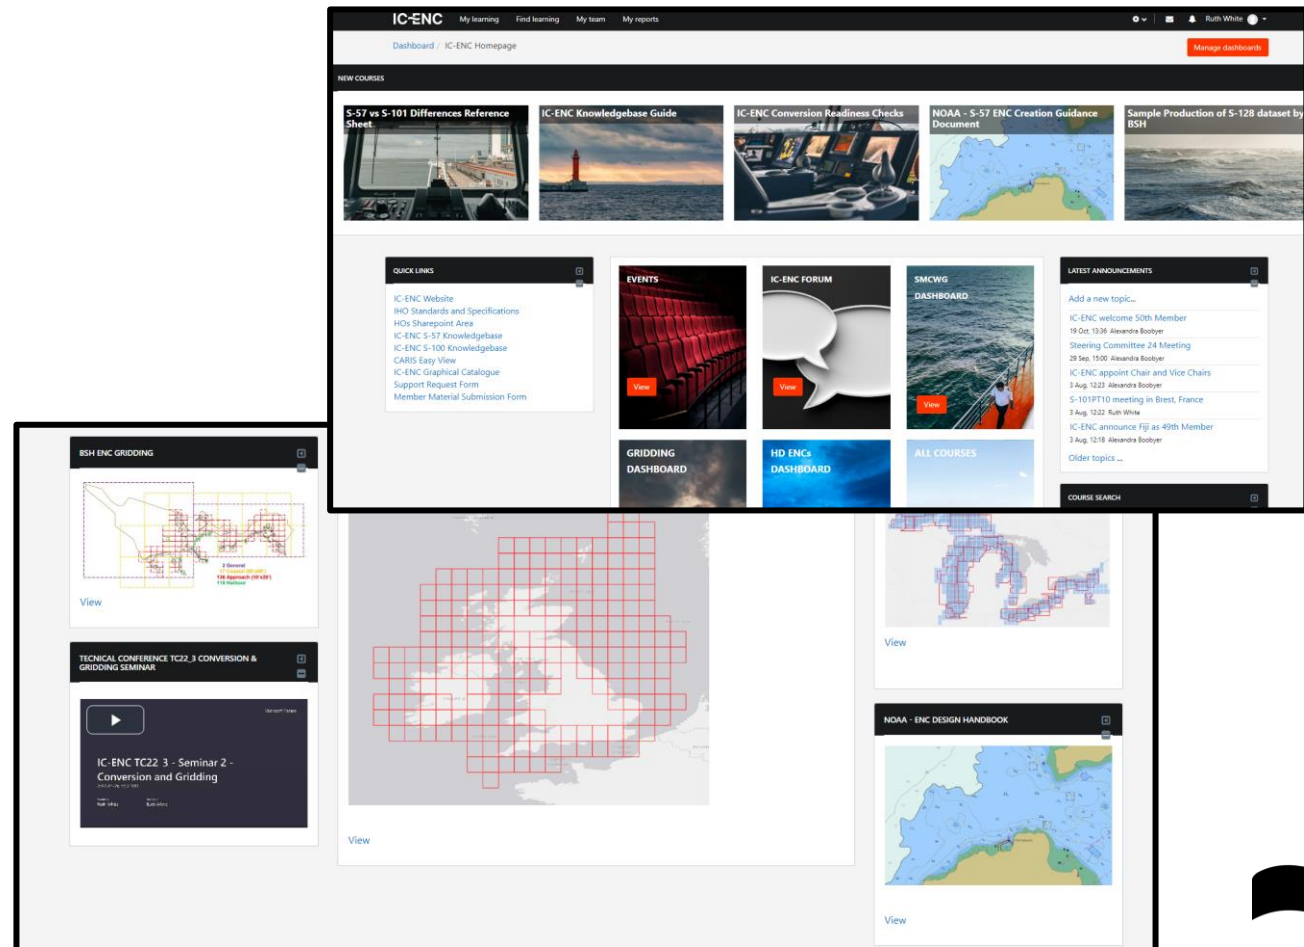 IC-ENC
My learning
Find learning
My team
My reports
Ruth White
Dashboard / IC-ENC Homepage
Manage dashboards
NEW COURSES
S-57 vs S-101 Differences Reference
Sheet
IC-ENC Knowledgebase Guide
IC-ENC Conversion Readiness Checks
NOAA - S-57 ENC Creation Guidance
Document
Sample Production of S-128 dataset by
BSH
QUICK LINKS
IC-ENC Website
IHO Standards and Specifications
HOs Sharepoint Area
IC-ENC S-57 Knowledgebase
IC-ENC S-100 Knowledgebase
CARIS Easy View
IC-ENC Graphical Catalogue
Support Request Form
Member Material Submission Form
EVENTS
View
IC-ENC FORUM
View
SMCWG
DASHBOARD
View
GRIDDING
DASHBOARD
HD ENCs
DASHBOARD
ALL COURSES
LATEST ANNOUNCEMENTS
Add a new topic...
IC-ENC welcome 50th Member
19 Oct, 13:36 Alexandra Boobyer
Steering Committee 24 Meeting
29 Sep, 15:00 Alexandra Boobyer
IC-ENC appoint Chair and Vice Chairs
3 Aug, 12:23 Alexandra Boobyer
S-101PT10 meeting in Brest, France
3 Aug, 12:22 Ruth White
IC-ENC announce Fiji as 49th Member
3 Aug, 12:18 Alexandra Boobyer
Older topics ...
COURSE SEARCH
BSH ENC GRIDDING
2 General
View
TECNICAL CONFERENCE TC22_3 CONVERSION &
GRIDDING SEMINAR
Microsoft Teams
IC-ENC TC22_3 - Seminar 2 -
Conversion and Gridding
Ruth White
Ruth White
View
View
NOAA - ENC DESIGN HANDBOOK
View